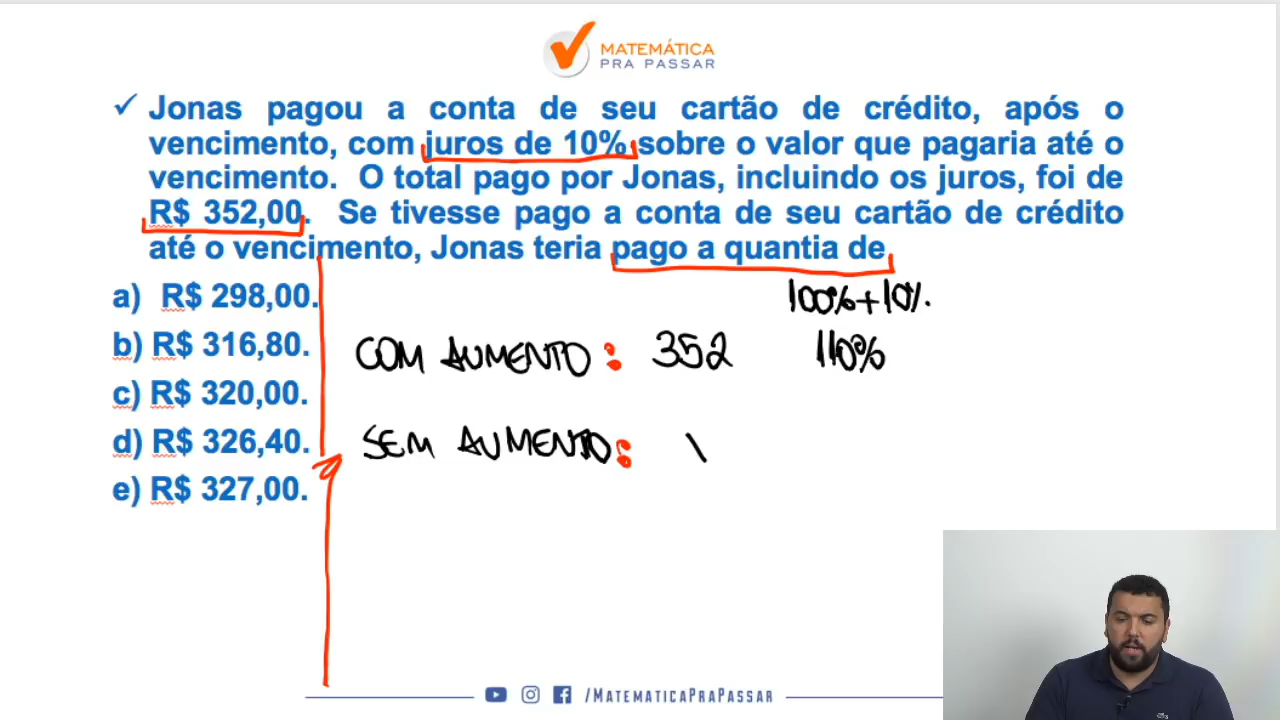 MATEMÁTICA
PRA PASSAR
✓ Jonas pagou a conta de seu cartão de crédito, após o
vencimento, com juros de 10% sobre o valor que pagaria até o
vencimento. O total pago por Jonas, incluindo os juros, foi de
R$ 352,00. Se tivesse pago a conta de seu cartão de crédito
até o vencimento, Jonas teria pago a quantia de
a) R$ 298,00.
b) R$ 316,80.
c) R$ 320,00.
d) R$ 326,40.
e) R$ 327,00.
100%+10%.
COM AUMENTO: 352 110%
SEM AUMENTO:
/MATEMATICAPRAPASSAR